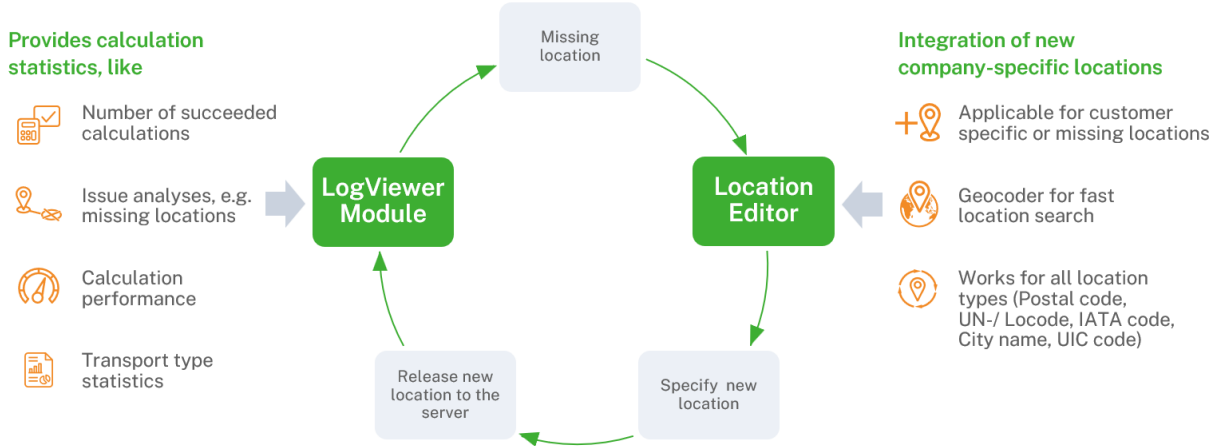 Provides calculation
statistics, like
Number of succeeded
calculations
Issue analyses, e.g.
missing locations
Calculation
performance
Transport type
statistics
Missing
location
LogViewer
Module
Location
Editor
Release new
location to the
server
Specify new
location
Integration of new
company-specific locations
Applicable for customer
specific or missing locations
Geocoder for fast
location search
Works for all location
types (Postal code,
UN-/ Locode, IATA code,
City name, UIC code)